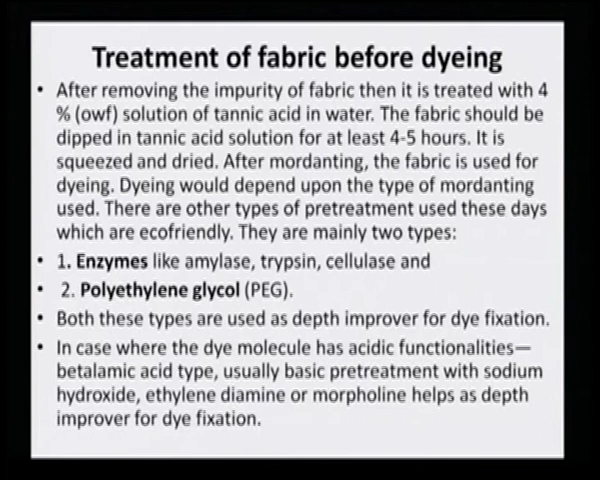 Treatment of fabric before dyeing
• After removing the impurity of fabric then it is treated with 4
% (owf) solution of tannic acid in water. The fabric should be
dipped in tannic acid solution for at least 4-5 hours. It is
squeezed and dried. After mordanting, the fabric is used for
dyeing. Dyeing would depend upon the type of mordanting
used. There are other types of pretreatment used these days
which are ecofriendly. They are mainly two types:
• 1. Enzymes like amylase, trypsin, cellulase and
• 2. Polyethylene glycol (PEG).
• Both these types are used as depth improver for dye fixation.
• In case where the dye molecule has acidic functionalities—
betalamic acid type, usually basic pretreatment with sodium
hydroxide, ethylene diamine or morpholine helps as depth
improver for dye fixation.